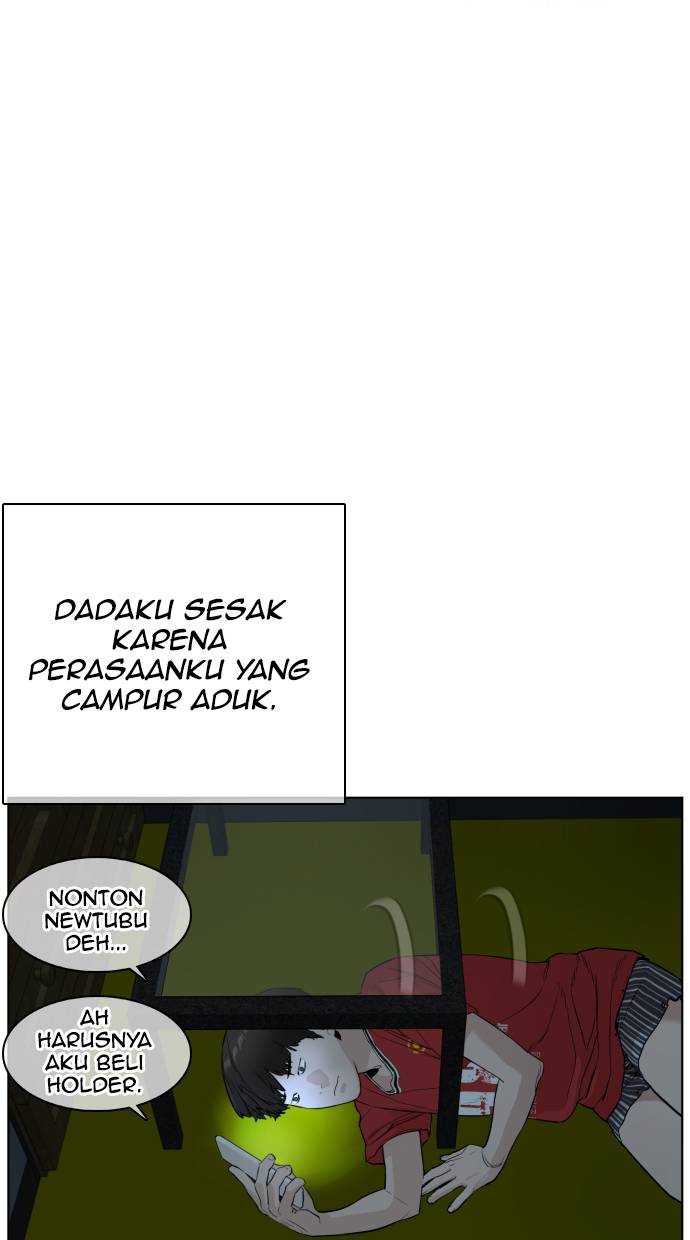 DADAKU SESAK
KARENA
PERASAANKU YANG
CAMPUR ADUK.
NONTON
NEWTUBU
DEH...
AH
HARUSNYA
AKU BELI
HOLDER.